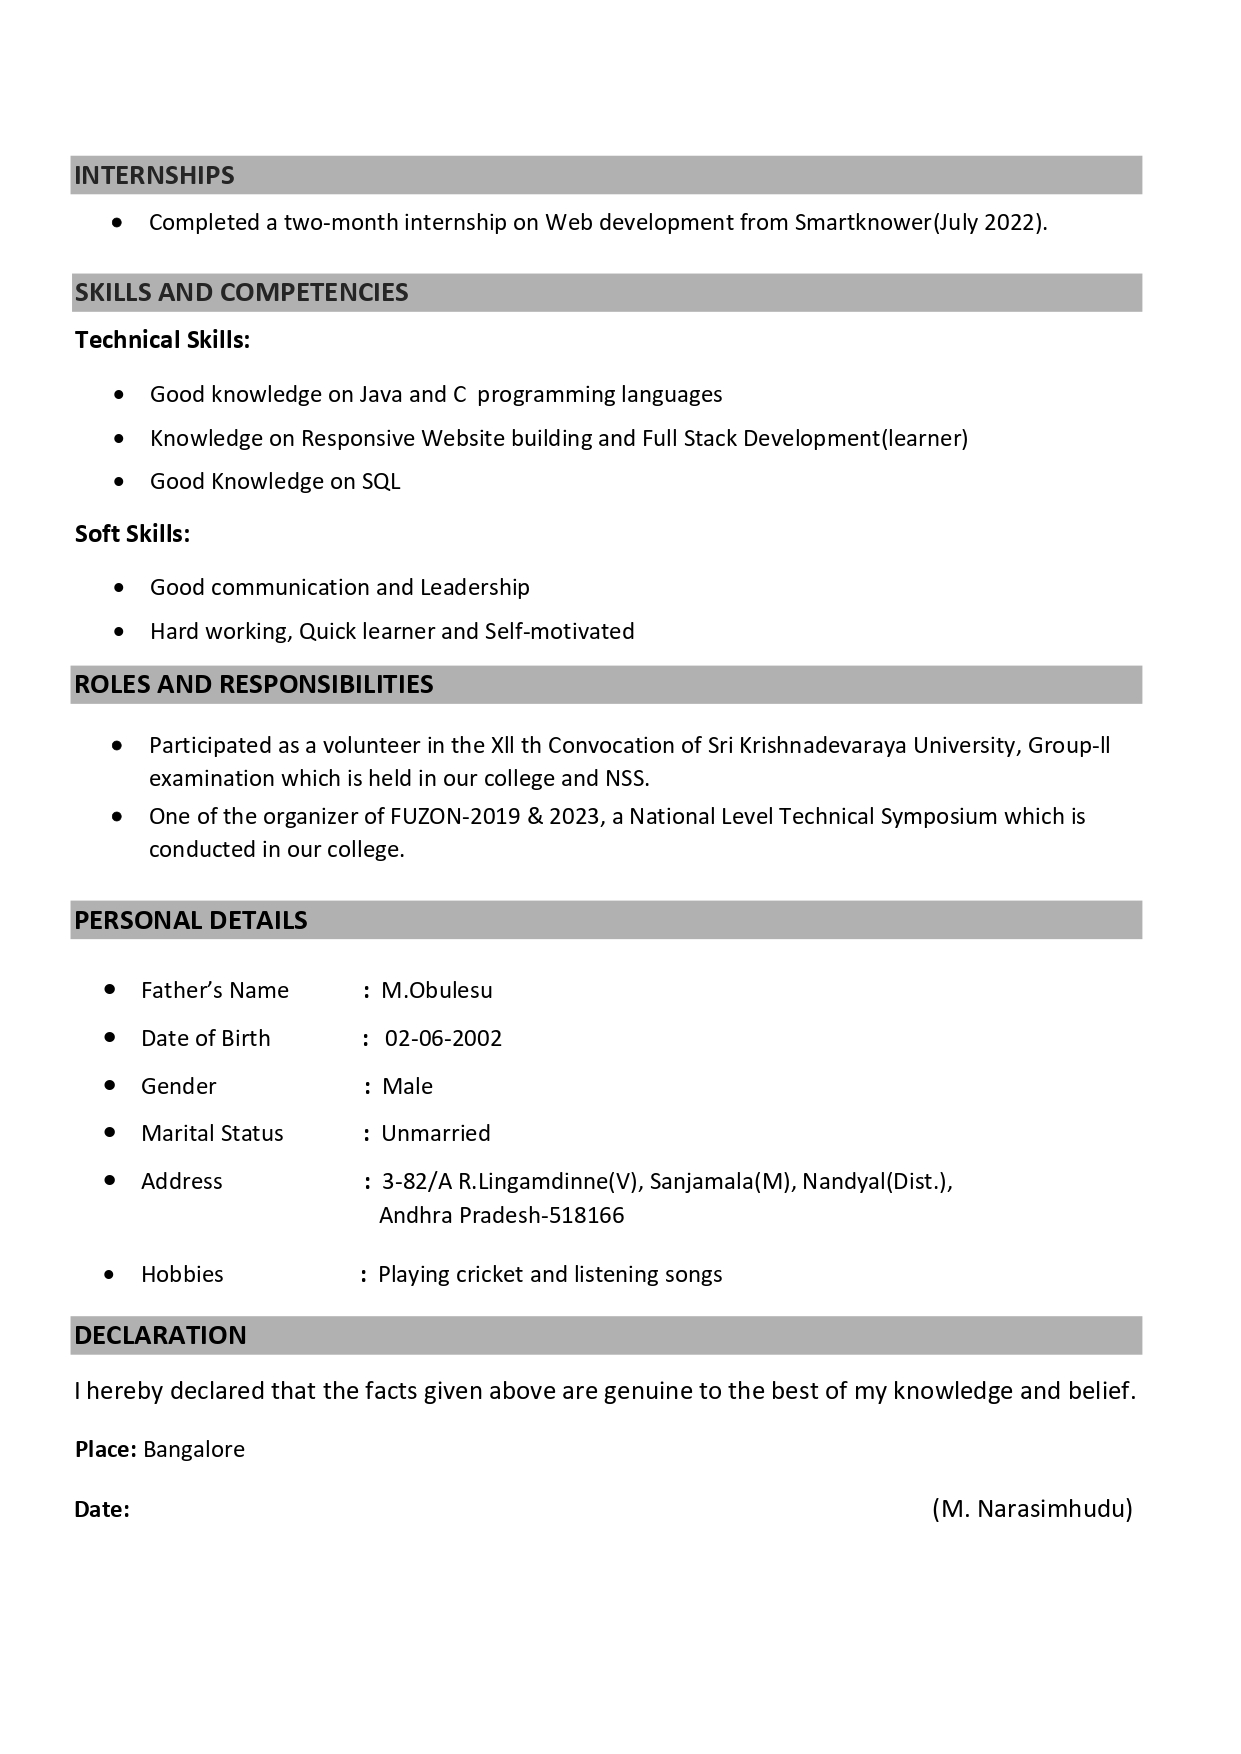 INTERNSHIPS
• Completed a two-month internship on Web development from Smartknower(July 2022).
SKILLS AND COMPETENCIES
Technical Skills:
• Good knowledge on Java and C  programming languages
• Knowledge on Responsive Website building and Full Stack Development(learner)
• Good Knowledge on SQL
Soft Skills:
• Good communication and Leadership
• Hard working, Quick learner and Self-motivated
ROLES AND RESPONSIBILITIES
• Participated as a volunteer in the Xll th Convocation of Sri Krishnadevaraya University, Group-ll
examination which is held in our college and NSS.
• One of the organizer of FUZON-2019 & 2023, a National Level Technical Symposium which is
conducted in our college.
PERSONAL DETAILS
• Father’s Name : M.Obulesu
• Date of Birth : 02-06-2002
• Gender : Male
• Marital Status : Unmarried
• Address : 3-82/A R.Lingamdinne(V), Sanjamala(M), Nandyal(Dist.),
Andhra Pradesh-518166
• Hobbies : Playing cricket and listening songs
DECLARATION
I hereby declared that the facts given above are genuine to the best of my knowledge and belief.
Place: Bangalore
Date: (M. Narasimhudu)